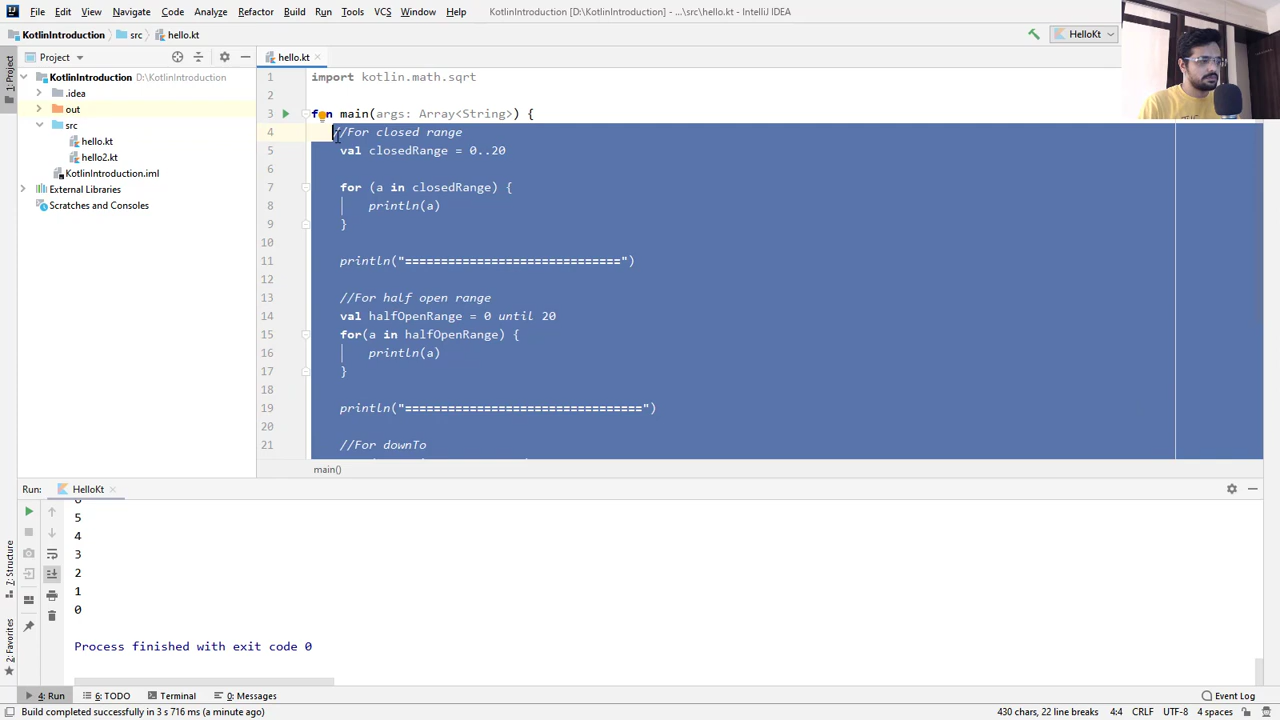 File Edit View Navigate Code Analyze Refactor Build Run Tools VCS Window Help KotlinIntroduction [D:\KotlinIntroduction] - ...\src\hello.kt - IntelliJ IDEA
KotlinIntroduction src hello.kt HelloKt
1: Project
Project
KotlinIntroduction D:\KotlinIntroduction
.idea
out
src
hello.kt
hello2.kt
KotlinIntroduction.iml
External Libraries
Scratches and Consoles
hello.kt
1 import kotlin.math.sqrt
2
3 fun main(args: Array<String>) {
4 //For closed range
5 val closedRange = 0..20
6
7 for (a in closedRange) {
8 println(a)
9 }
10
11 println("==============================")
12
13 //For half open range
14 val halfOpenRange = 0 until 20
15 for(a in halfOpenRange) {
16 println(a)
17 }
18
19 println("=================================")
20
21 //For downTo
main()
Run: HelloKt
5
4
3
2
1
0
Process finished with exit code 0
7: Structure
2: Favorites
4: Run 6: TODO Terminal 0: Messages Event Log
Build completed successfully in 3 s 716 ms (a minute ago) 430 chars, 22 line breaks 4:4 CRLF UTF-8 4 spaces